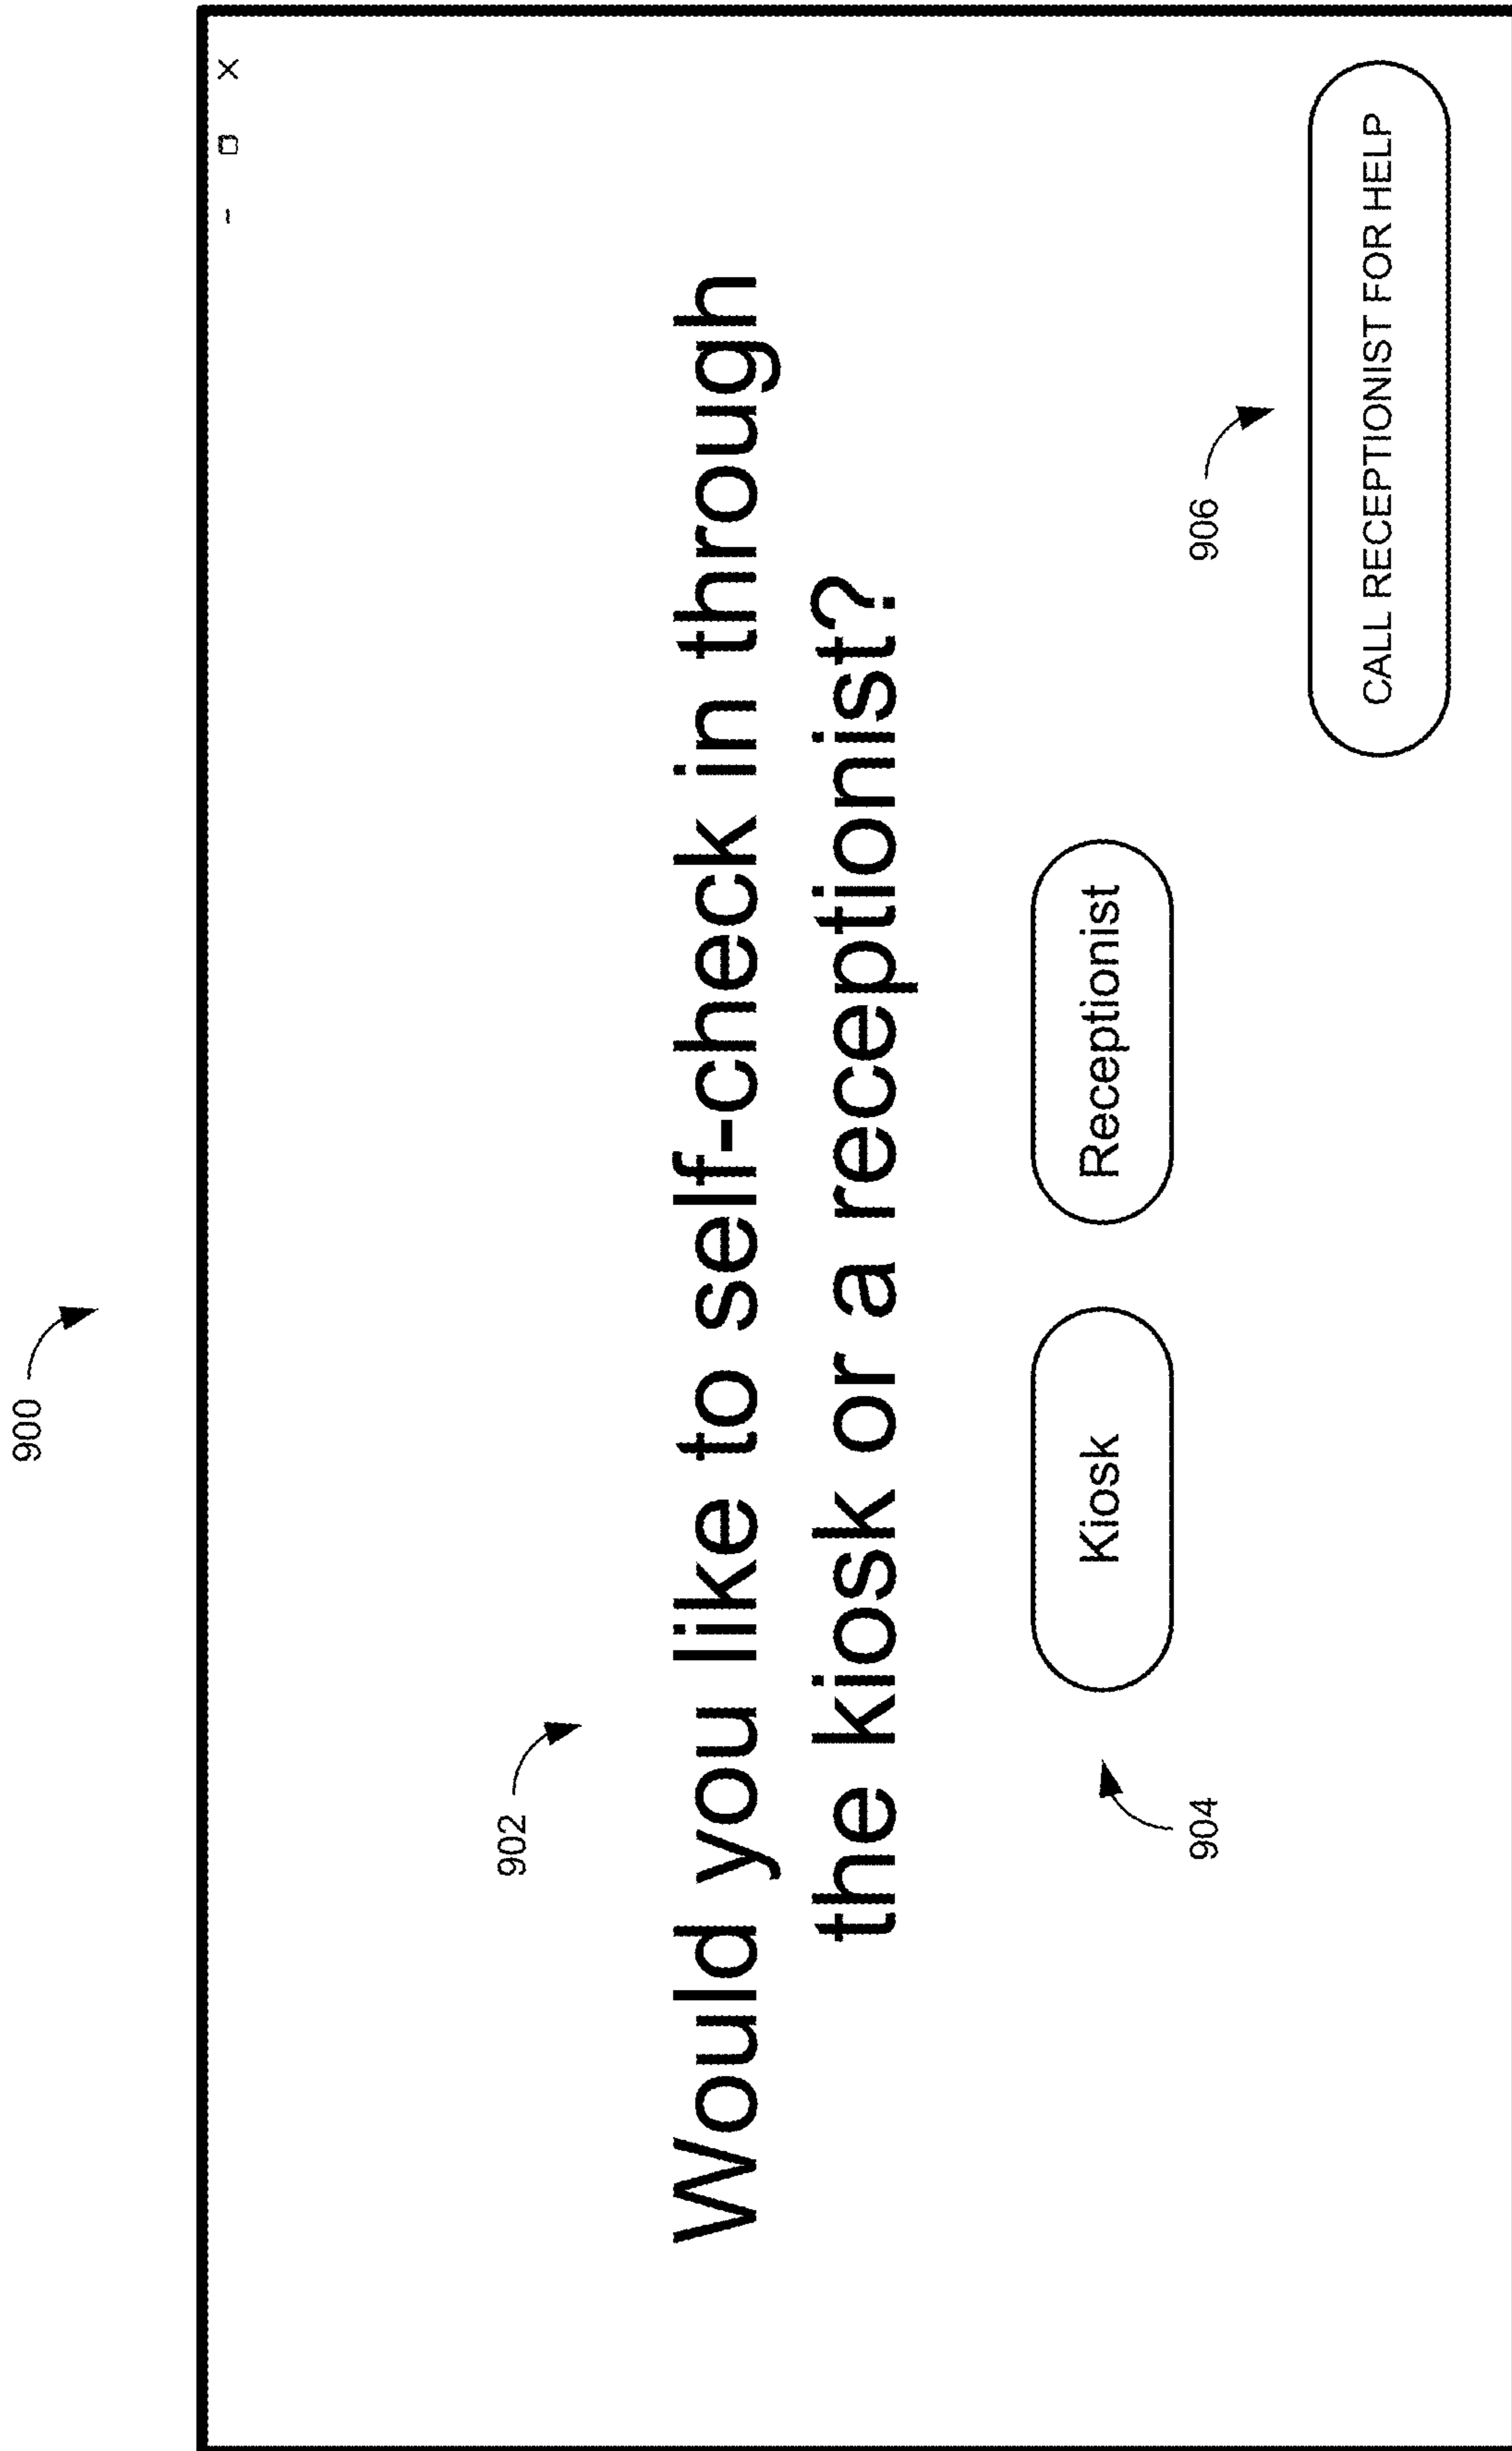 900
902
Would you like to self-check in through
the kiosk or a receptionist?
904
Kiosk
Receptionist
906
CALL RECEPTIONIST FOR HELP